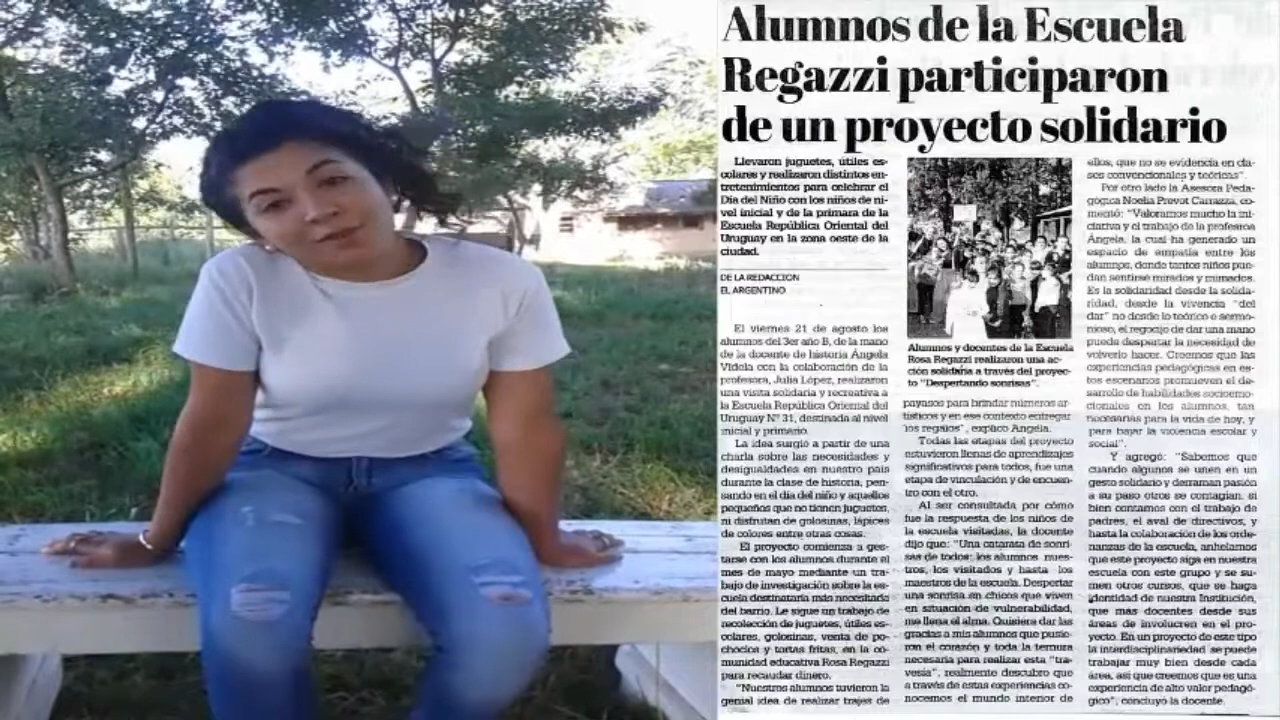 Alumnos de la Escuela
Regazzi participaron
de un proyecto solidario
Llevaron juguetes, útiles es-
colares y realizaron distintos en-
tretenimientos para celebrar el
Día del Niño con los niños de ni-
vel inicial y de la primara de la
Escuela República Oriental del
Uruguay en la zona oeste de la
ciudad.
DE LA REDACCION
EL ARGENTINO
El viernes 21 de agosto los
alumnos del 3er año B, de la mano
de la docente de historia Ángela
Videla con la colaboración de la
profesora, Julia López, realizaron
una visita solidaria y recreativa a
la Escuela República Oriental del
Uruguay Nº 31, destinada al nivel
inicial y primario.
La idea surgió a partir de una
charla sobre las necesidades y
desigualdades en nuestro país
durante la clase de historia, pen-
sando en el día del niño y aquellos
pequeños que no tienen juguetes,
ni disfrutan de golosinas, lápices
de colores entre otras cosas.
El proyecto comienza a ges-
tarse con los alumnos durante el
mes de mayo mediante un tra-
bajo de investigación sobre la es-
cuela destinataria más necesitada
del barrio. Le sigue un trabajo de
recolección de juguetes, útiles es-
colares, golosinas, venta de po-
choclos y tortas fritas, en la co-
munidad educativa Rosa Regazzi
para recaudar dinero.
"Nuestros alumnos tuvieron la
genial idea de realizar trajes de
Alumnos y docentes de la Escuela
Rosa Regazzi realizaron una ac-
ción solidaria a través del proyec-
to "Despertando sonrisas".
payasos para brindar números ar-
tísticos y en ese contexto entregar
los regalos", explicó Angela.
Todas las etapas del proyecto
estuvieron llenas de aprendizajes
significativos para todos, fue una
etapa de vinculación y de encuen-
tro con el otro.
Al ser consultada por cómo
fue la respuesta de los niños de
la escuela visitadas, la docente
dijo que: "Una catarata de sonri-
sas de todos: los alumnos nues-
tros, los visitados y hasta los
maestros de la escuela. Despertar
una sonrisa en chicos que viven
en situación de vulnerabilidad,
me llena el alma. Quisiera dar las
gracias a mis alumnos que pusie-
ron el corazón y toda la ternura
necesaria para realizar esta "tra-
vesía", realmente descubro que
a través de estas experiencias co-
nocemos el mundo interior de
ellos, que no se evidencia en cla-
ses convencionales y teóricas".
Por otro lado la Asesora Peda-
gógica Noelia Prevot Carrazza, co-
mentó: "Valoramos mucho la ini-
ciativa y el trabajo de la profesora
Ángela, la cual ha generado un
espacio de empatía entre los
alumnos, donde tantos niños pue-
dan sentirse mirados y mimados.
Es la solidaridad desde la solida-
ridad, desde la vivencia "del
dar" no desde lo teórico o sermo-
nioso, el regocijo de dar una mano
puede despertar la necesidad de
volverlo hacer. Creemos que las
experiencias pedagógicas en es-
tos escenarios promueven el de-
sarrollo de habilidades socioemo-
cionales en los alumnos, tan
necesarias para la vida de hoy, y
para bajar la violencia escolar y
social".
Y agregó: "Sabemos que
cuando algunos se unen en un
gesto solidario y derraman pasión
a su paso otros se contagian, si
bien contamos con el trabajo de
padres, el aval de directivos, y
hasta la colaboración de los orde-
nanzas de la escuela, anhelamos
que este proyecto siga en nuestra
escuela con este grupo y se su-
men otros cursos, que se haga
identidad de nuestra Institución,
que más docentes desde sus
áreas de involucren en el pro-
yecto. En un proyecto de este tipo
la interdisciplinariedad se puede
trabajar muy bien desde cada
área, así que creemos que es una
experiencia de alto valor pedagó-
gico", concluyó la docente.